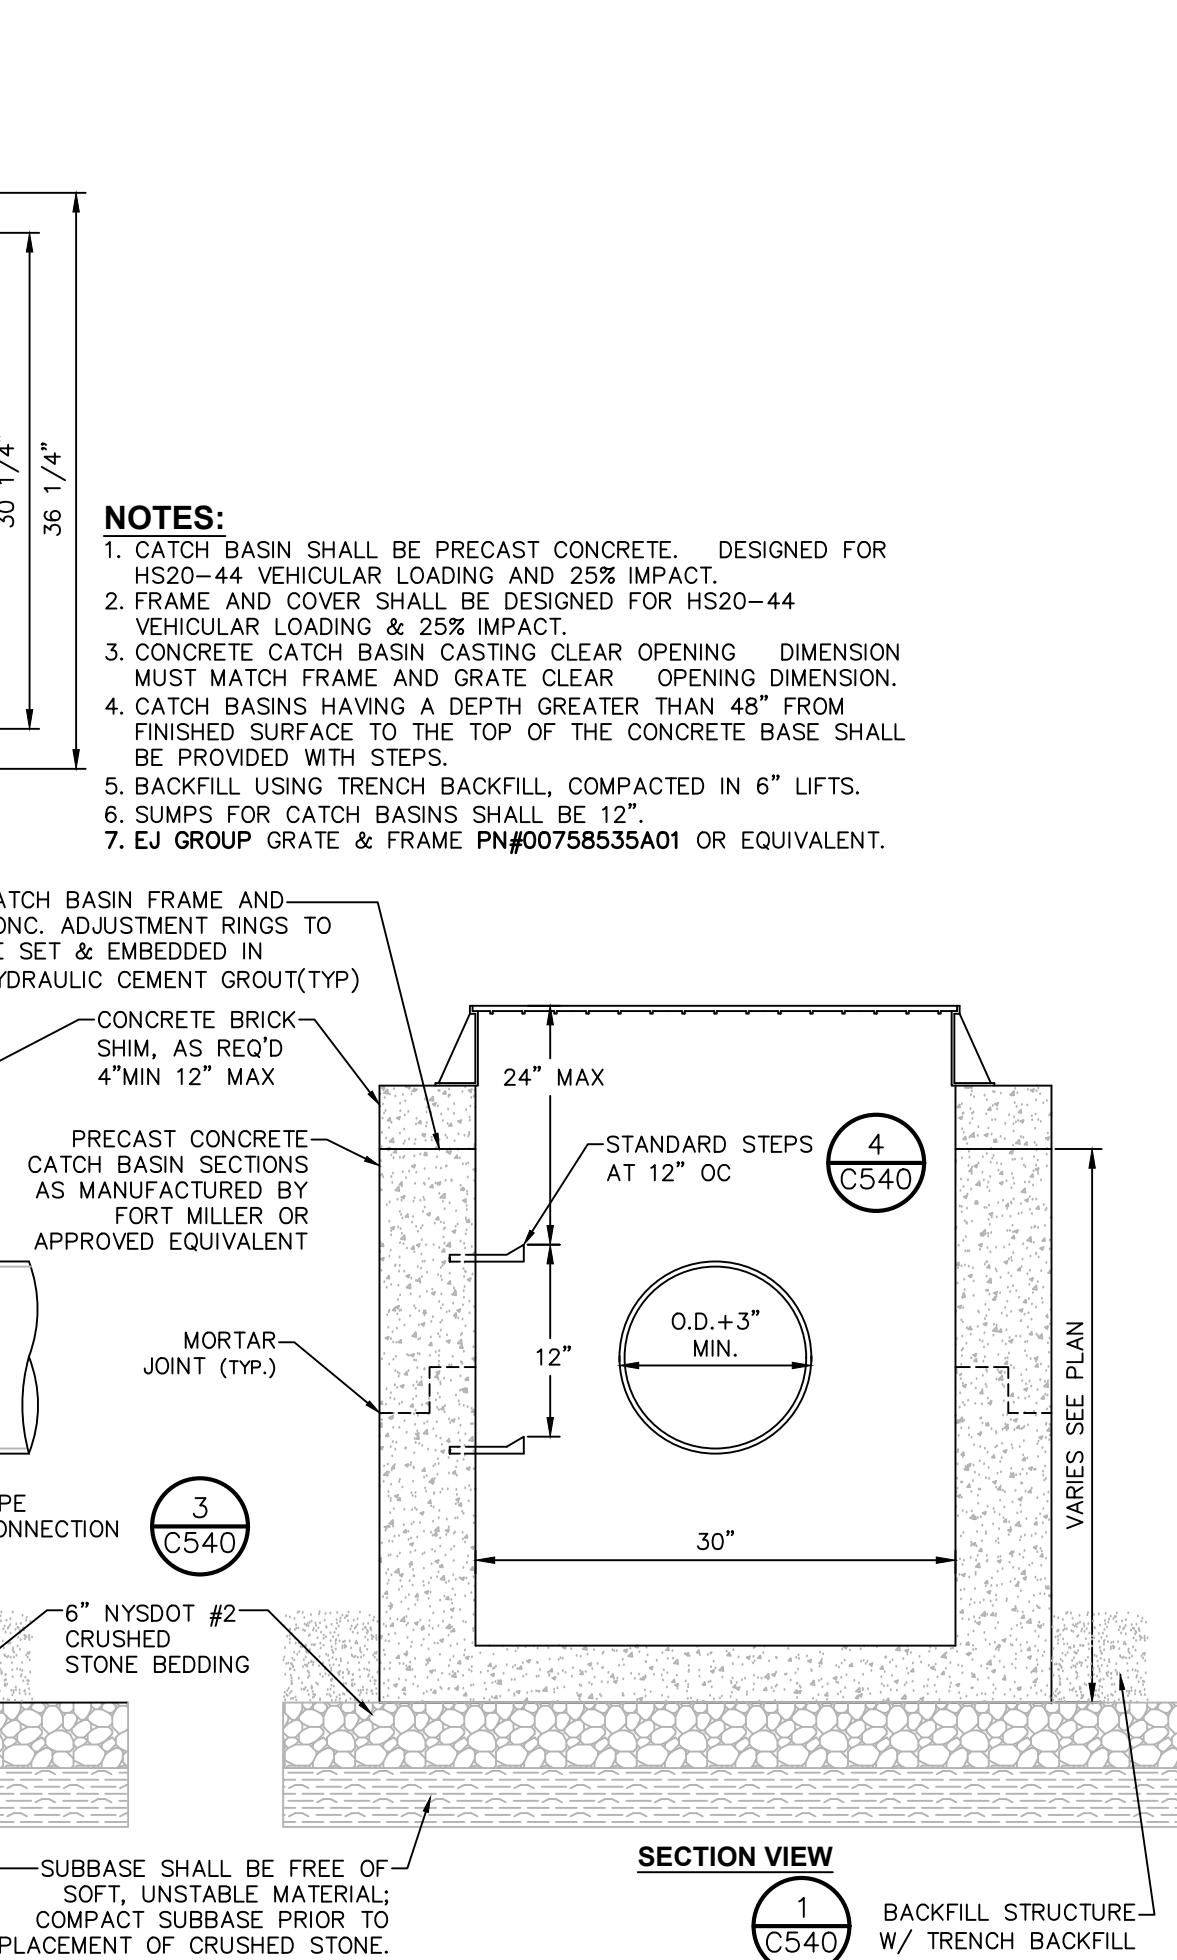 30 1/4"
36 1/4"
NOTES:
1. CATCH BASIN SHALL BE PRECAST CONCRETE. DESIGNED FOR
HS20-44 VEHICULAR LOADING AND 25% IMPACT.
2. FRAME AND COVER SHALL BE DESIGNED FOR HS20-44
VEHICULAR LOADING & 25% IMPACT.
3. CONCRETE CATCH BASIN CASTING CLEAR OPENING DIMENSION
MUST MATCH FRAME AND GRATE CLEAR OPENING DIMENSION.
4. CATCH BASINS HAVING A DEPTH GREATER THAN 48" FROM
FINISHED SURFACE TO THE TOP OF THE CONCRETE BASE SHALL
BE PROVIDED WITH STEPS.
5. BACKFILL USING TRENCH BACKFILL, COMPACTED IN 6" LIFTS.
6. SUMPS FOR CATCH BASINS SHALL BE 12".
7. EJ GROUP GRATE & FRAME PN#00758535A01 OR EQUIVALENT.
ATCH BASIN FRAME AND
ONC. ADJUSTMENT RINGS TO
E SET & EMBEDDED IN
YDRAULIC CEMENT GROUT(TYP)
CONCRETE BRICK
SHIM, AS REQ'D
4"MIN 12" MAX
24" MAX
PRECAST CONCRETE
CATCH BASIN SECTIONS
AS MANUFACTURED BY
FORT MILLER OR
APPROVED EQUIVALENT
STANDARD STEPS
AT 12" OC
4
C540
O.D.+3"
MIN.
12"
MORTAR
JOINT (TYP.)
VARIES SEE PLAN
PE
ONNECTION
3
C540
30"
6" NYSDOT #2
CRUSHED
STONE BEDDING
SECTION VIEW
1
C540
SUBBASE SHALL BE FREE OF
SOFT, UNSTABLE MATERIAL;
COMPACT SUBBASE PRIOR TO
PLACEMENT OF CRUSHED STONE.
BACKFILL STRUCTURE
W/ TRENCH BACKFILL